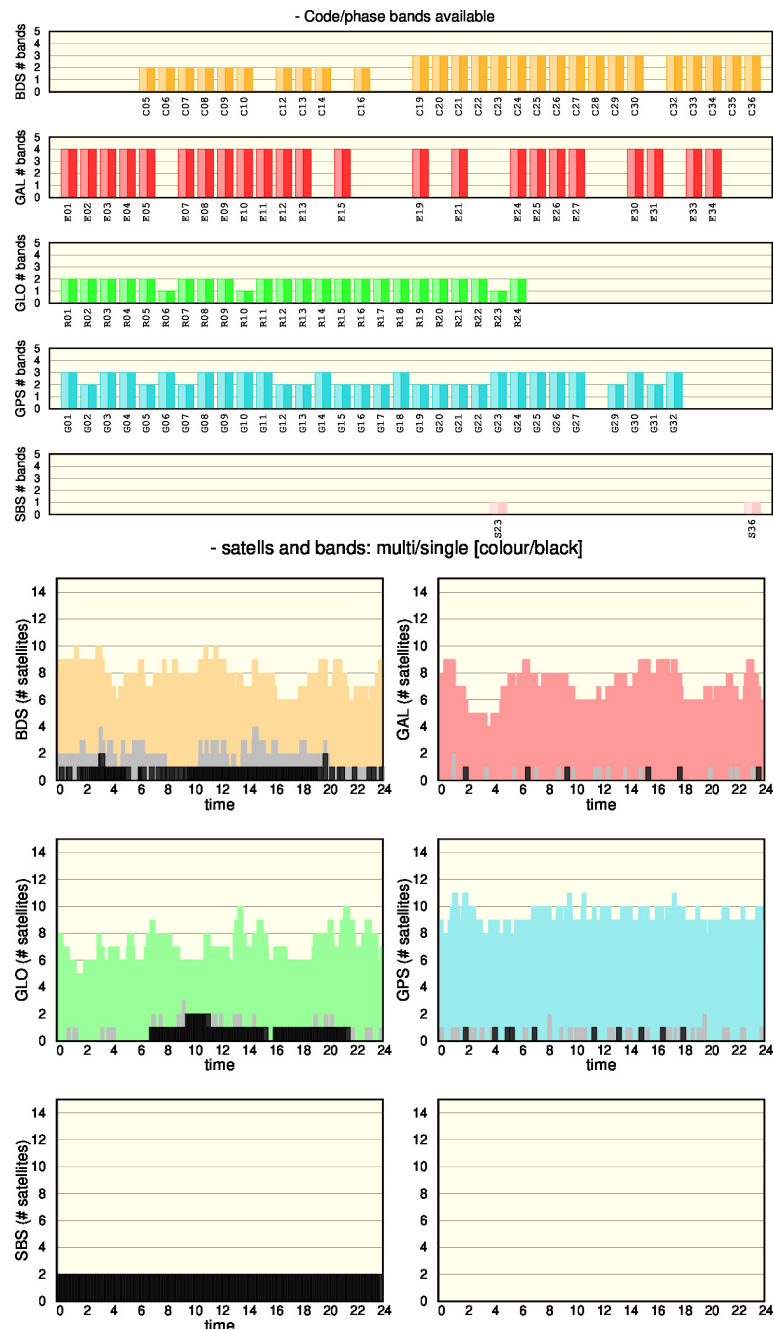 - Code/phase bands available
BDS # bands
5
4
3
2
1
0
C05 C06 C07 C08 C09 C10 C12 C13 C14 C16 C19 C20 C21 C22 C23 C24 C25 C26 C27 C28 C29 C30 C32 C33 C34 C35 C36
GAL # bands
5
4
3
2
1
0
E01 E02 E03 E04 E05 E07 E08 E09 E10 E11 E12 E13 E15 E19 E21 E24 E25 E26 E27 E30 E31 E33 E34
GLO # bands
5
4
3
2
1
0
R01 R02 R03 R04 R05 R06 R07 R08 R09 R10 R11 R12 R13 R14 R15 R16 R17 R18 R19 R20 R21 R22 R23 R24
GPS # bands
5
4
3
2
1
0
G01 G02 G03 G04 G05 G06 G07 G08 G09 G10 G11 G12 G13 G14 G15 G16 G17 G18 G19 G20 G21 G22 G23 G24 G25 G26 G27 G29 G30 G31 G32
SBS # bands
5
4
3
2
1
0
S23 S36
- satells and bands: multi/single [colour/black]
BDS (# satellites)
14
12
10
8
6
4
2
0
0 2 4 6 8 10 12 14 16 18 20 22 24
time
GAL (# satellites)
14
12
10
8
6
4
2
0
0 2 4 6 8 10 12 14 16 18 20 22 24
time
GLO (# satellites)
14
12
10
8
6
4
2
0
0 2 4 6 8 10 12 14 16 18 20 22 24
time
GPS (# satellites)
14
12
10
8
6
4
2
0
0 2 4 6 8 10 12 14 16 18 20 22 24
time
SBS (# satellites)
14
12
10
8
6
4
2
0
0 2 4 6 8 10 12 14 16 18 20 22 24
time
14
12
10
8
6
4
2
0
0 2 4 6 8 10 12 14 16 18 20 22 24